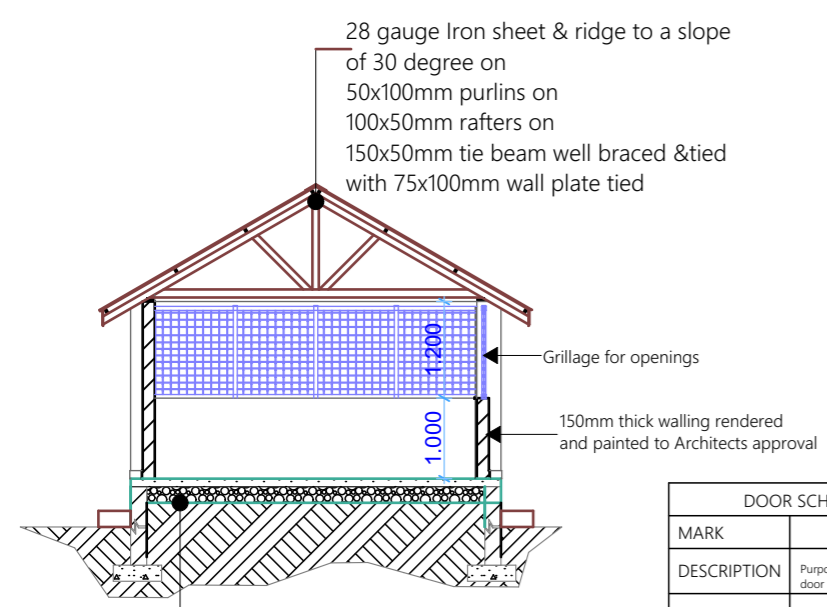 28 gauge Iron sheet & ridge to a slope
of 30 degree on
50x100mm purlins on
100x50mm rafters on
150x50mm tie beam well braced &tied
with 75x100mm wall plate tied
1.200
Grillage for openings
1.000
150mm thick walling rendered
and painted to Architects approval
DOOR SCH
MARK
DESCRIPTION
Purpo
door